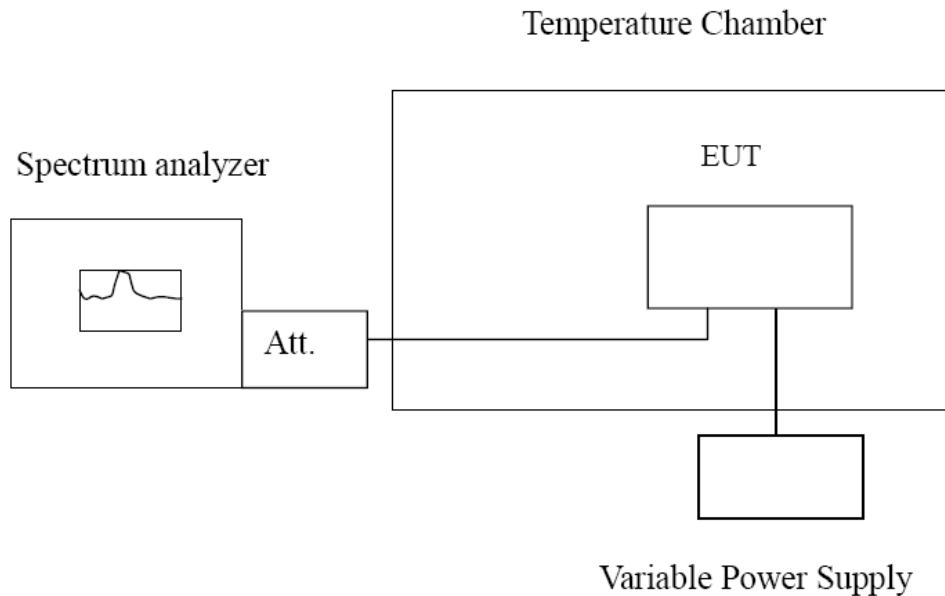 Temperature Chamber
Spectrum analyzer
EUT
Att.
Variable Power Supply